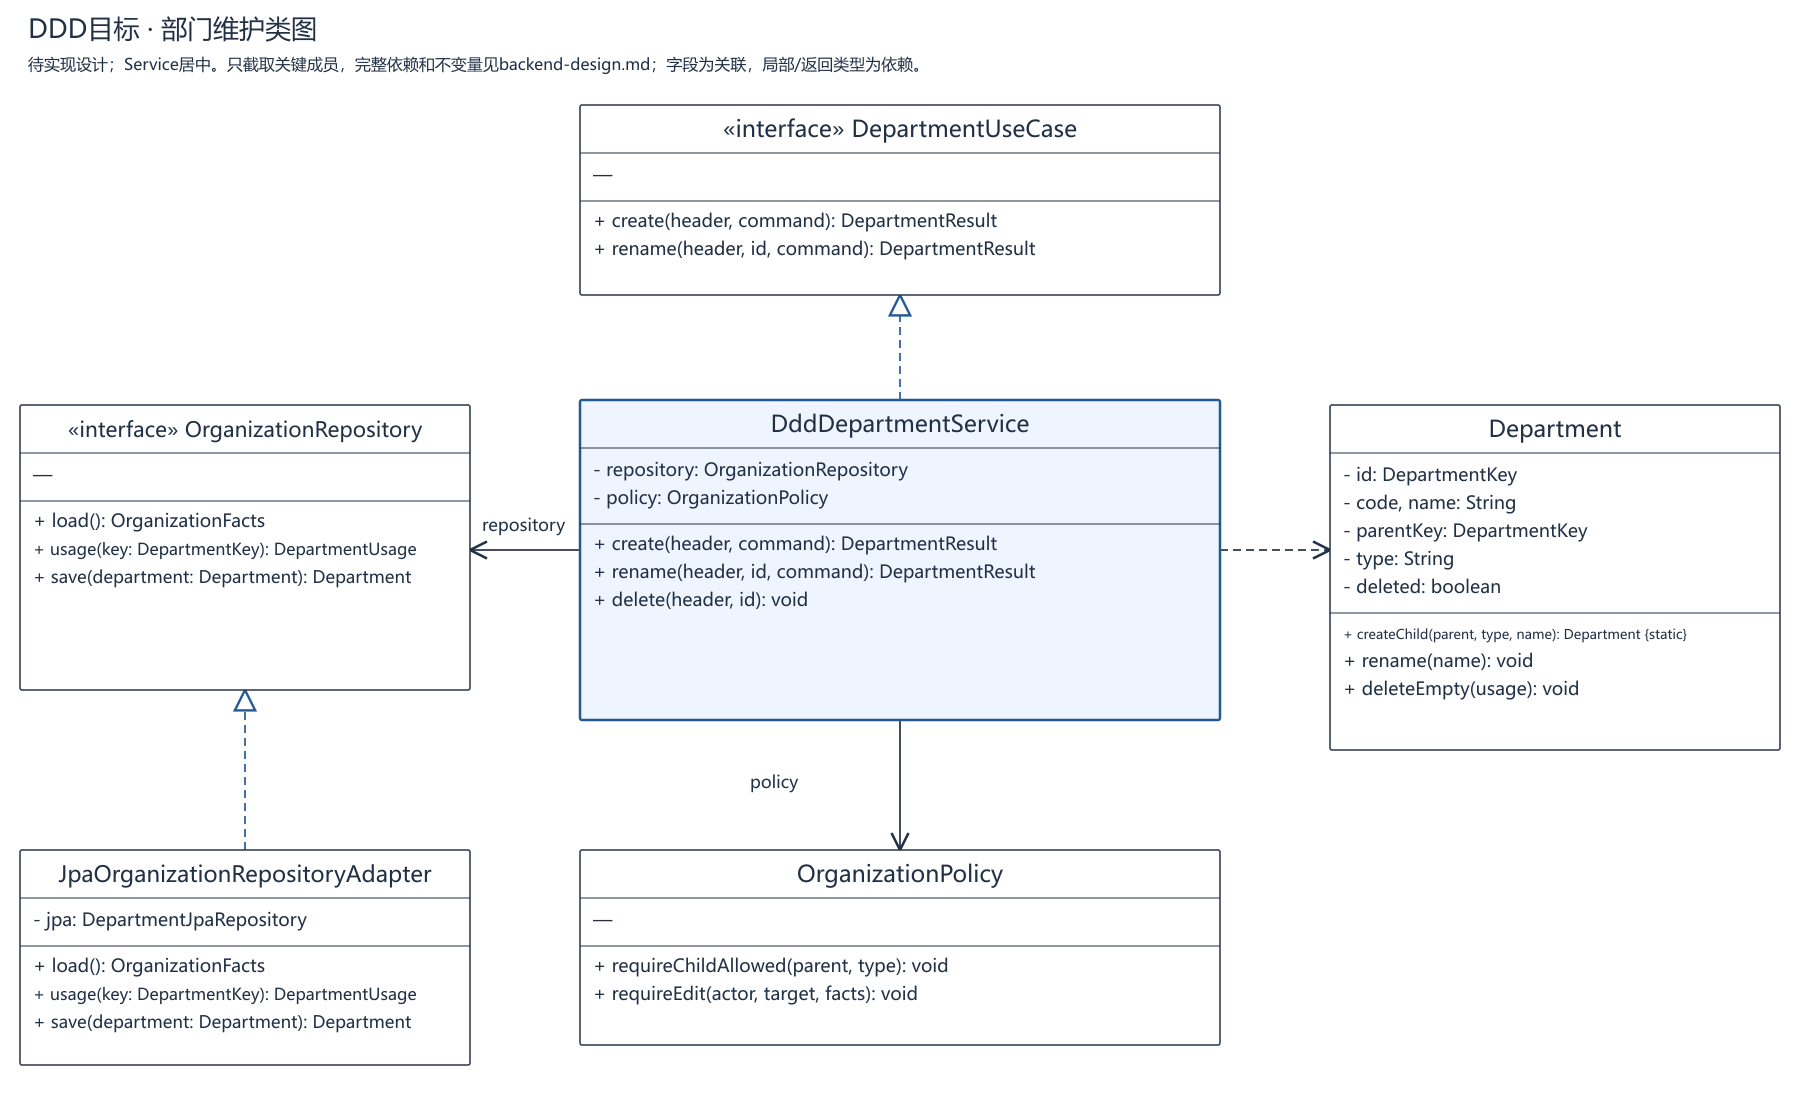 DDD目标 · 部门维护类图
待实现设计；Service居中。只截取关键成员，完整依赖和不变量见backend-design.md；字段为关联，局部/返回类型为依赖。
«interface» DepartmentUseCase
—
+ create(header, command): DepartmentResult
+ rename(header, id, command): DepartmentResult
«interface» OrganizationRepository
—
+ load(): OrganizationFacts
+ usage(key: DepartmentKey): DepartmentUsage
+ save(department: Department): Department
repository
DddDepartmentService
- repository: OrganizationRepository
- policy: OrganizationPolicy
+ create(header, command): DepartmentResult
+ rename(header, id, command): DepartmentResult
+ delete(header, id): void
Department
- id: DepartmentKey
- code, name: String
- parentKey: DepartmentKey
- type: String
- deleted: boolean
+ createChild(parent, type, name): Department {static}
+ rename(name): void
+ deleteEmpty(usage): void
policy
JpaOrganizationRepositoryAdapter
- jpa: DepartmentJpaRepository
+ load(): OrganizationFacts
+ usage(key: DepartmentKey): DepartmentUsage
+ save(department: Department): Department
OrganizationPolicy
—
+ requireChildAllowed(parent, type): void
+ requireEdit(actor, target, facts): void